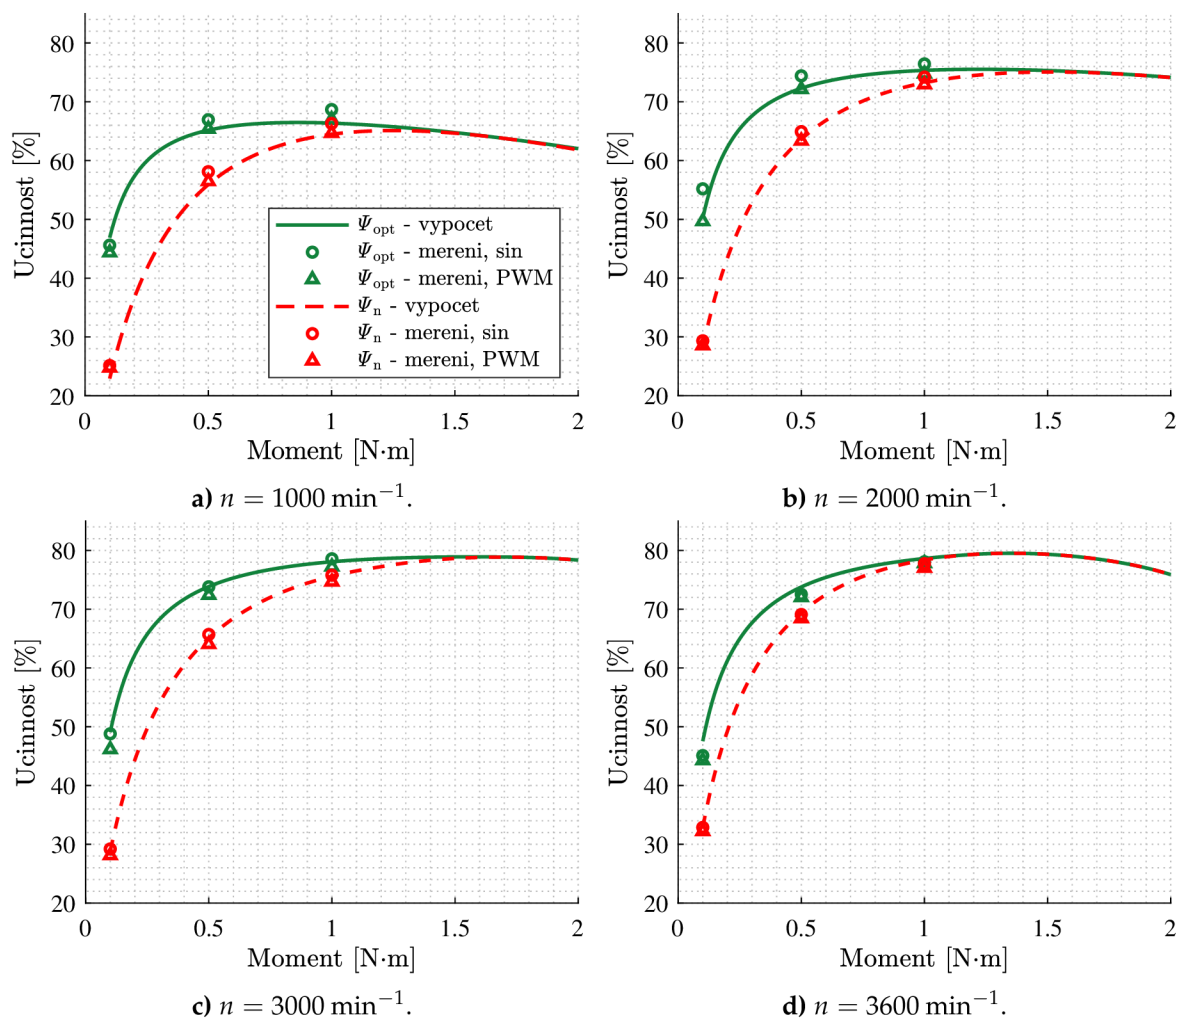 80
70
60
50
40
30
20
Ucinnost [%]
0 0.5 1 1.5 2
Moment [N·m]
Ψopt - vypocet
Ψopt - mereni, sin
Ψopt - mereni, PWM
Ψn - vypocet
Ψn - mereni, sin
Ψn - mereni, PWM
a) n = 1000 min⁻¹.
80
70
60
50
40
30
20
Ucinnost [%]
0 0.5 1 1.5 2
Moment [N·m]
b) n = 2000 min⁻¹.
80
70
60
50
40
30
20
Ucinnost [%]
0 0.5 1 1.5 2
Moment [N·m]
c) n = 3000 min⁻¹.
80
70
60
50
40
30
20
Ucinnost [%]
0 0.5 1 1.5 2
Moment [N·m]
d) n = 3600 min⁻¹.